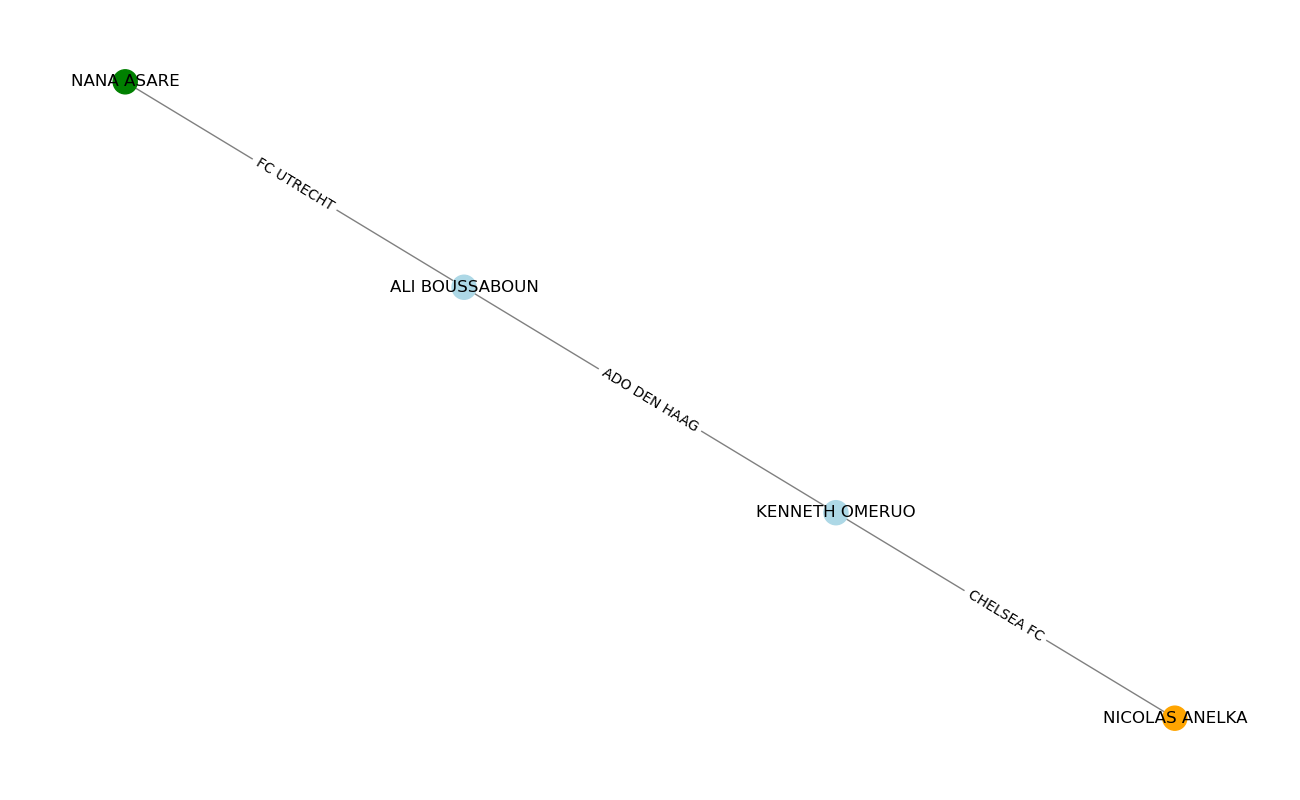 NANA ASARE
FC UTRECHT
ALI BOUSSABOUN
ADO DEN HAAG
KENNETH OMERUO
CHELSEA FC
NICOLAS ANELKA